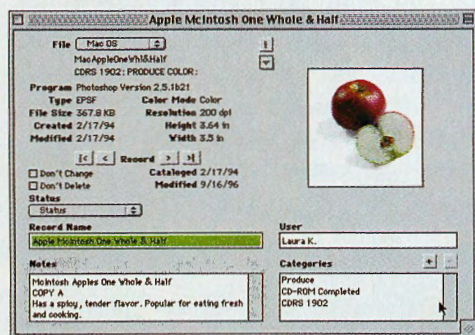 Apple McIntosh One Whole & Half
File Mac OS
MacAppleOneWhl&Half
CDRS 1902: PRODUCE COLOR:
Program Photoshop Version 2.5.1b21
Type EPSF Color Mode Color
File Size 367.8 KB Resolution 200 dpi
Created 2/17/94 Height 3.64 in
Modified 2/17/94 Width 3.5 in
|< < Record > >|
Don't Change Cataloged 2/17/94
Don't Delete Modified 9/16/96
Status
Status
Record Name User
Apple McIntosh One Whole & Half Laura K.
Notes Categories + -
McIntosh Apples One Whole & Half
COPY A
Has a spicy, tender flavor. Popular for eating fresh
and cooking.
Produce
CD-ROM Completed
CDRS 1902